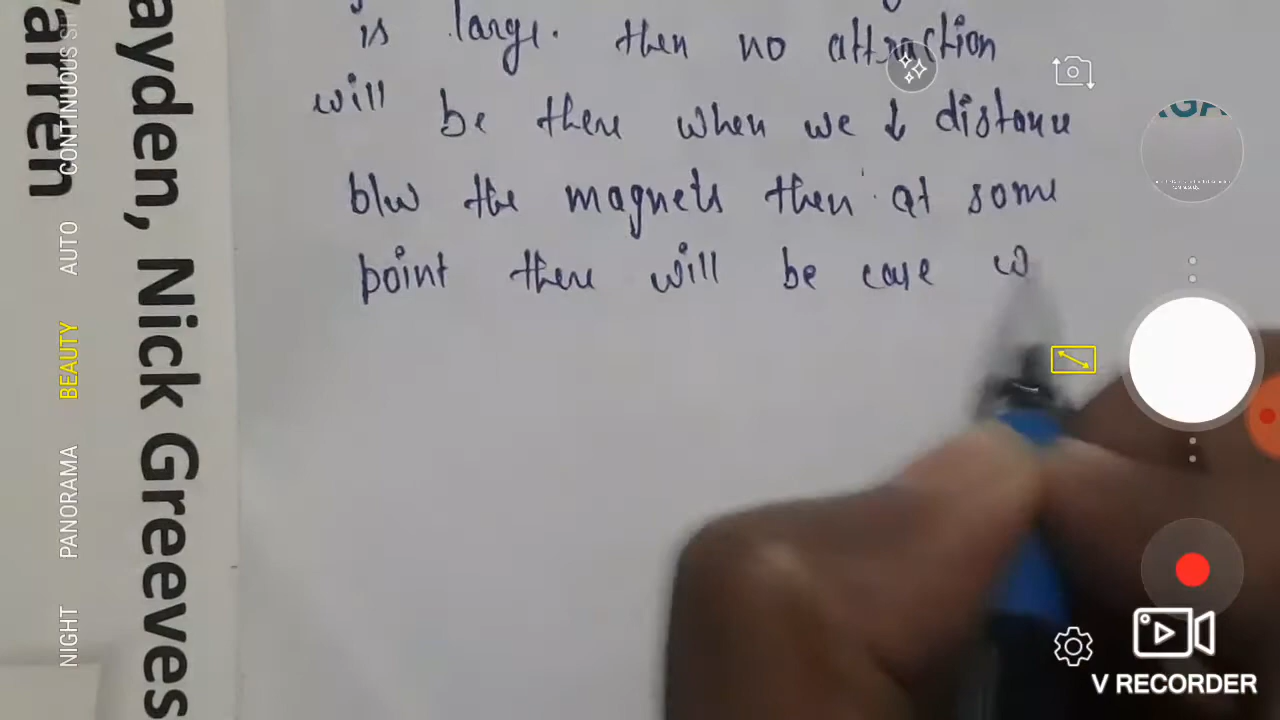 is large. then no attraction
will be there when we ↓ distance
b/w the magnets then at some
point there will be case w
ayden, Nick Greeves
Warren
CONTINUOUS S
AUTO
BEAUTY
PANORAMA
NIGHT
V RECORDER